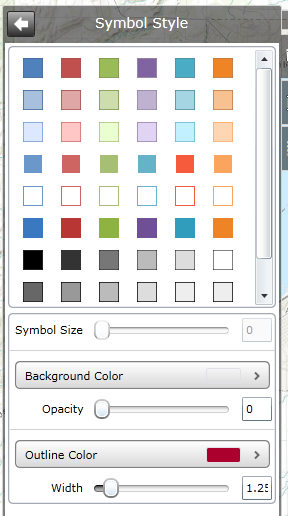 Symbol Style
Symbol Size 0
Background Color
Opacity 0
Outline Color
Width 1.25